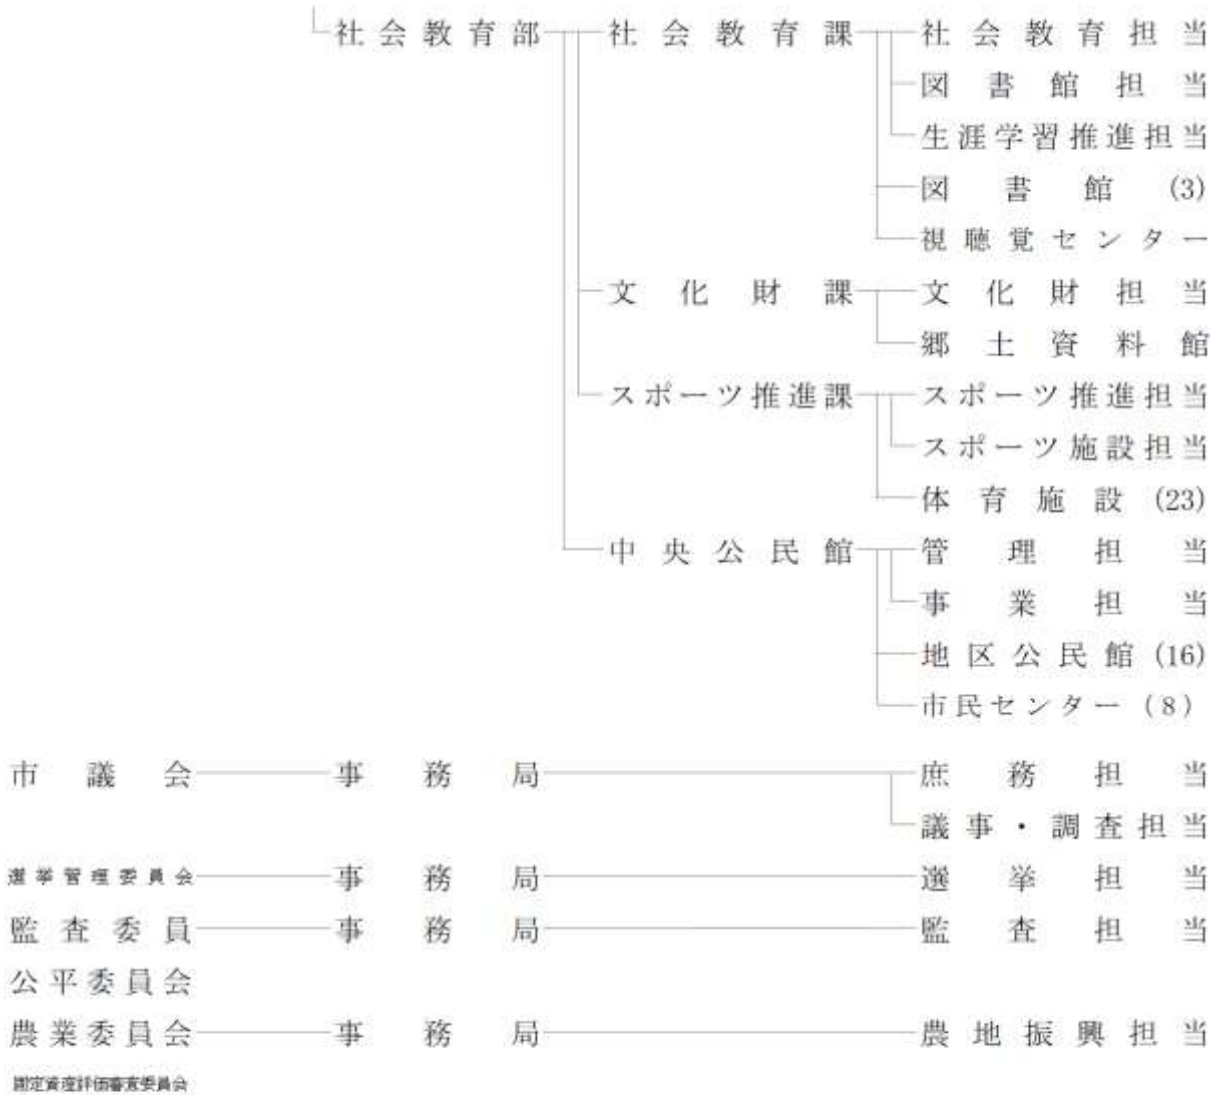 社会教育部 社会教育課 社会教育担当
図書館担当
生涯学習推進担当
図書館(3)
視聴覚センター
文化財課 文化財担当
郷土資料館
スポーツ推進課 スポーツ推進担当
スポーツ施設担当
体育施設(23)
中央公民館 管理担当
事業担当
地区公民館(16)
市民センター(8)
市議会 事務局 庶務担当
議事・調査担当
選挙管理委員会 事務局 選挙担当
監査委員 事務局 監査担当
公平委員会
農業委員会 事務局 農地振興担当
固定資産評価審査委員会